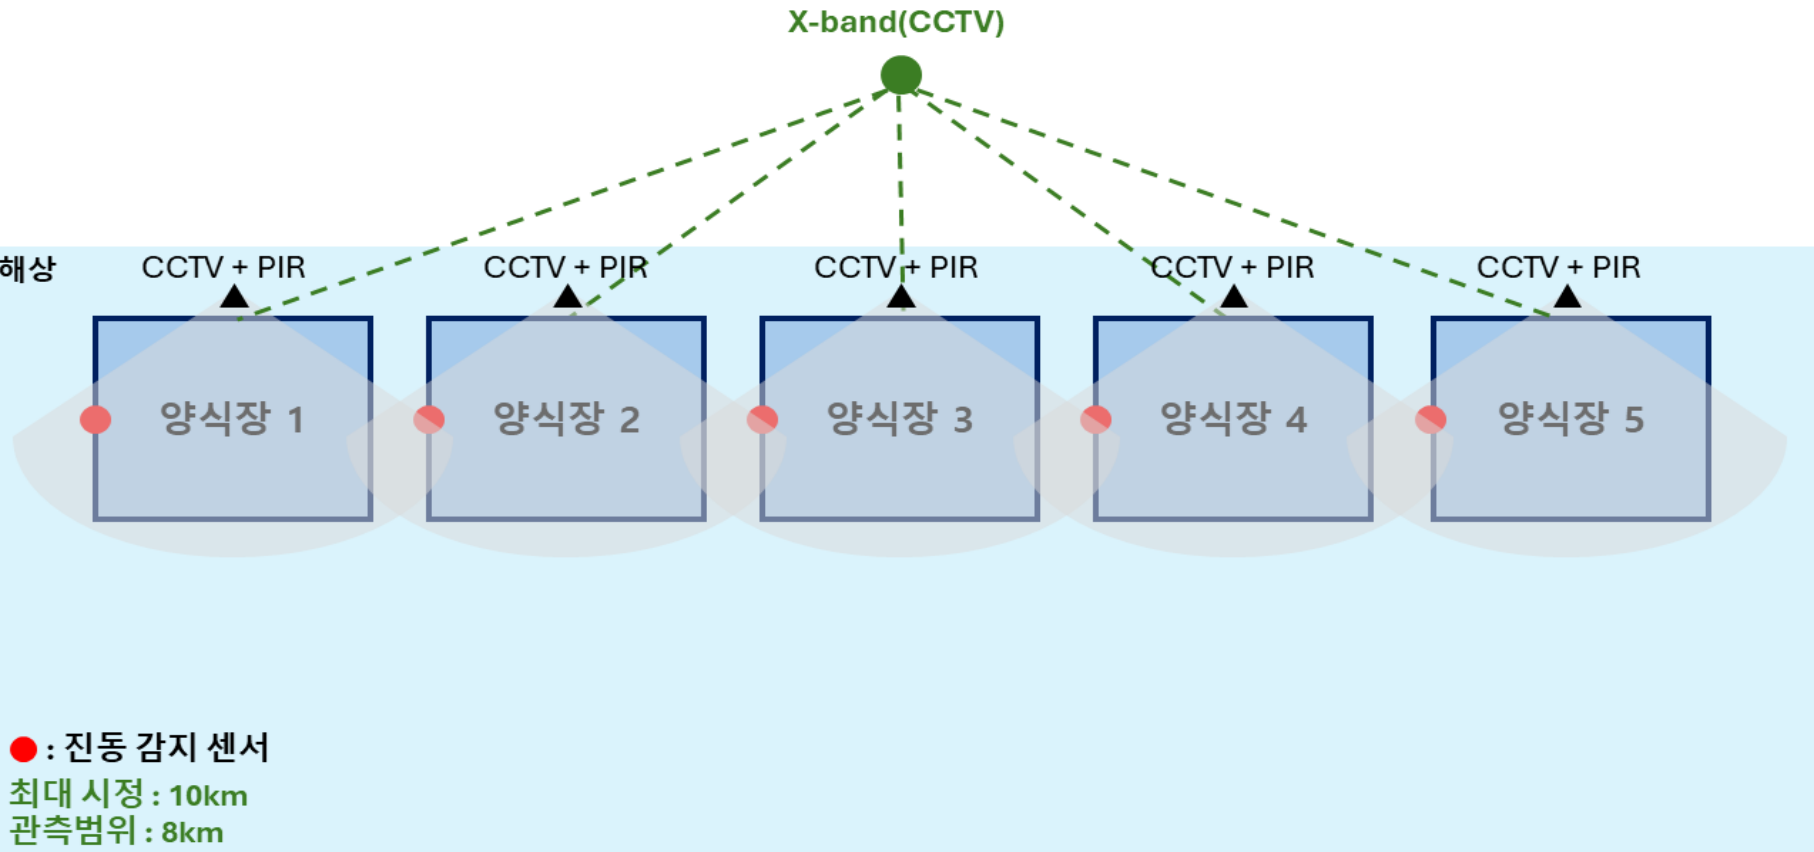 X-band(CCTV)
해상
CCTV + PIR
CCTV + PIR
CCTV + PIR
CCTV + PIR
CCTV + PIR
양식장 1
양식장 2
양식장 3
양식장 4
양식장 5
: 진동 감지 센서
최대 시정 : 10km
관측범위 : 8km